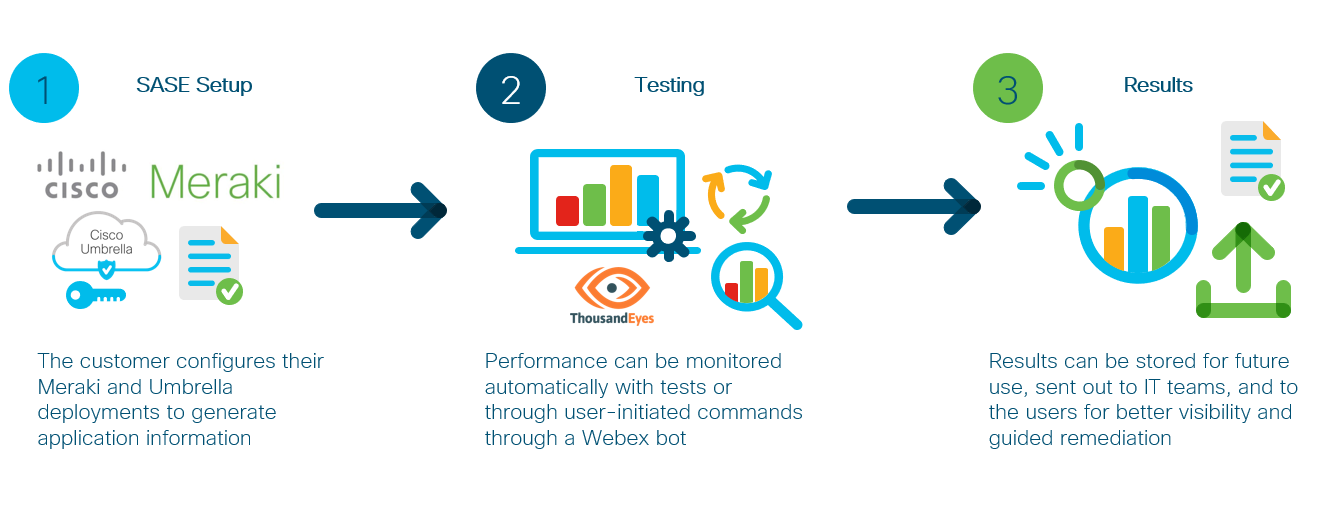 1
SASE Setup
CISCO
Meraki
Cisco
Umbrella
The customer configures their
Meraki and Umbrella
deployments to generate
application information
2
Testing
ThousandEyes
Performance can be monitored
automatically with tests or
through user-initiated commands
through a Webex bot
3
Results
Results can be stored for future
use, sent out to IT teams, and to
the users for better visibility and
guided remediation